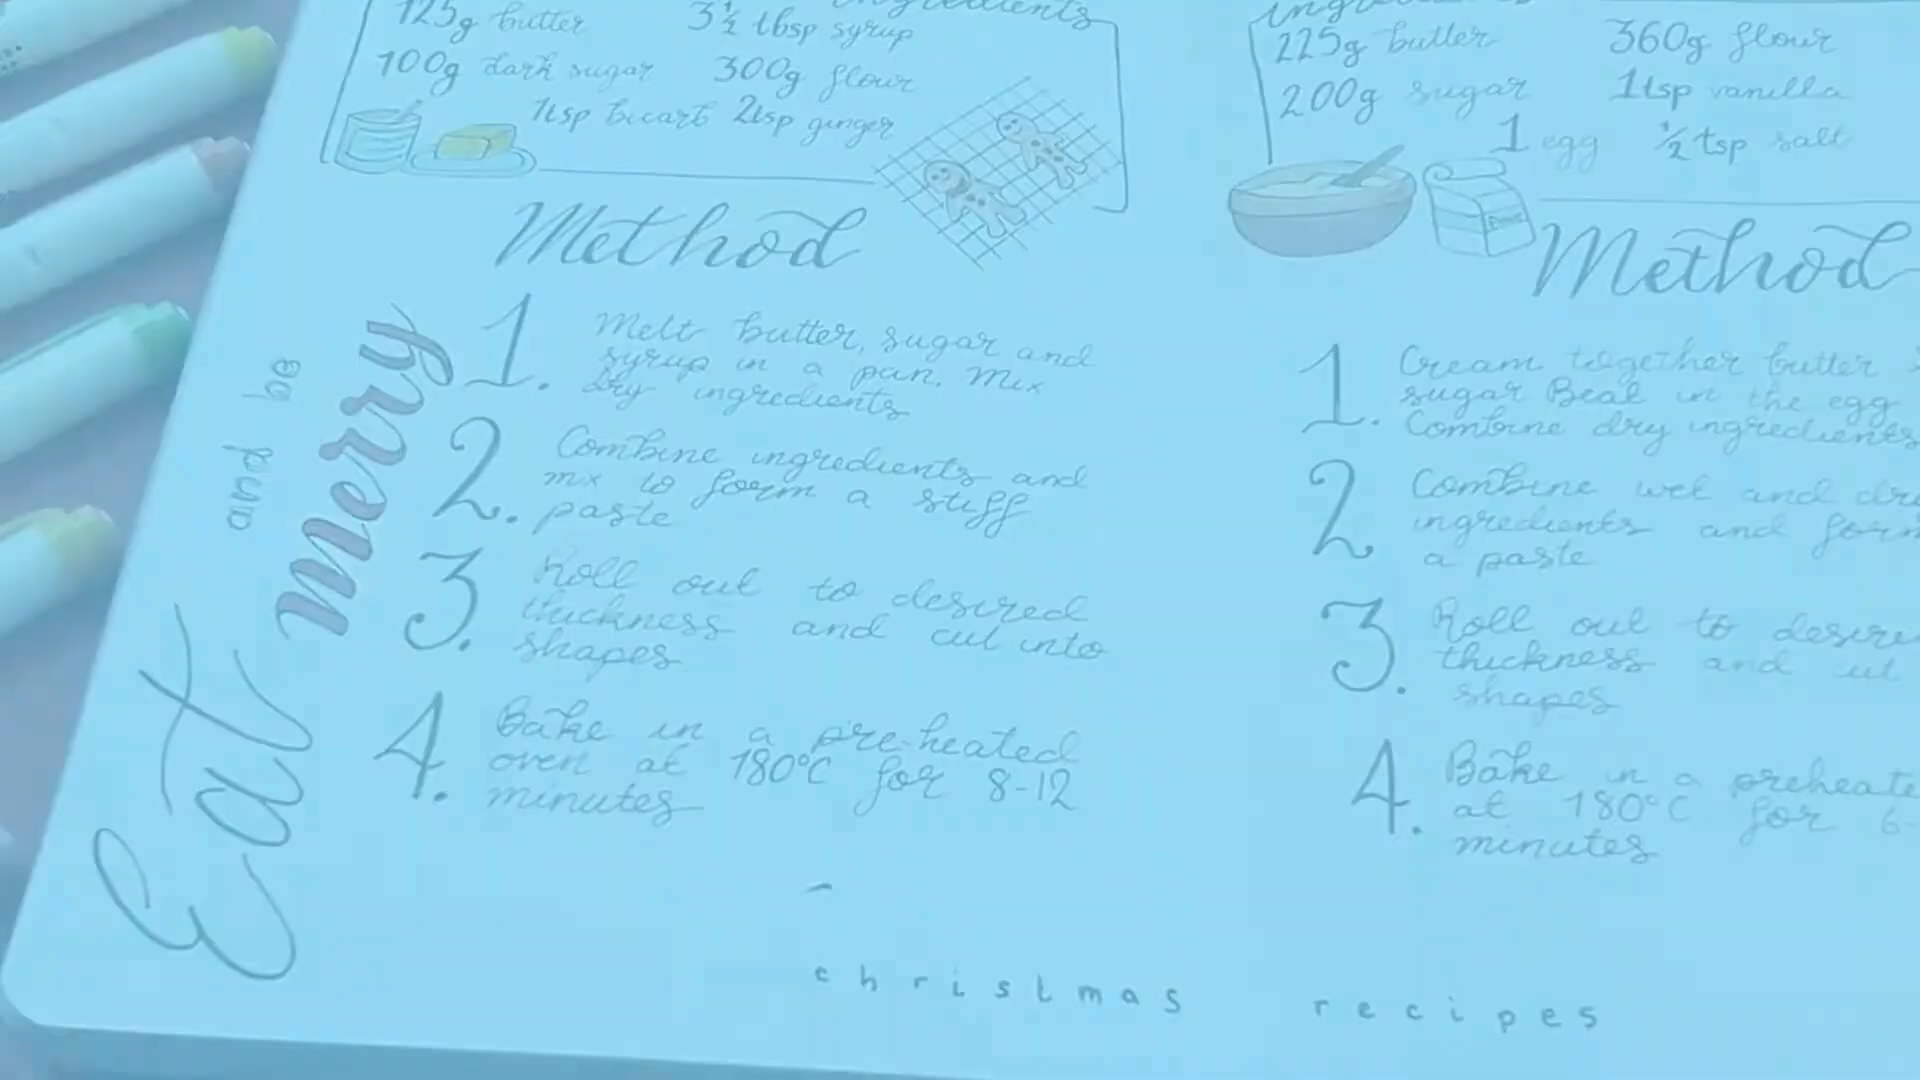 ingredients
125g butter 3½ tbsp syrup
100g dark sugar 300g flour
1tsp bicarb 2tsp ginger
Method
1. Melt butter, sugar and
syrup in a pan. Mix
dry ingredients
2. Combine ingredients and
mix to form a stiff
paste
3. Roll out to desired
thickness and cut into
shapes
4. Bake in a pre-heated
oven at 180°C for 8-12
minutes
Eat
and be
merry
225g butter 360g flour
200g sugar 1tsp vanilla
1 egg ½ tsp salt
Method
1. Cream together butter
sugar Beat in the egg
Combine dry ingredients
2. Combine wet and
ingredients and form
a paste
3. Roll out to
thickness and cut
shapes
4. Bake in a
at 180°C for
minutes
christmas recipes